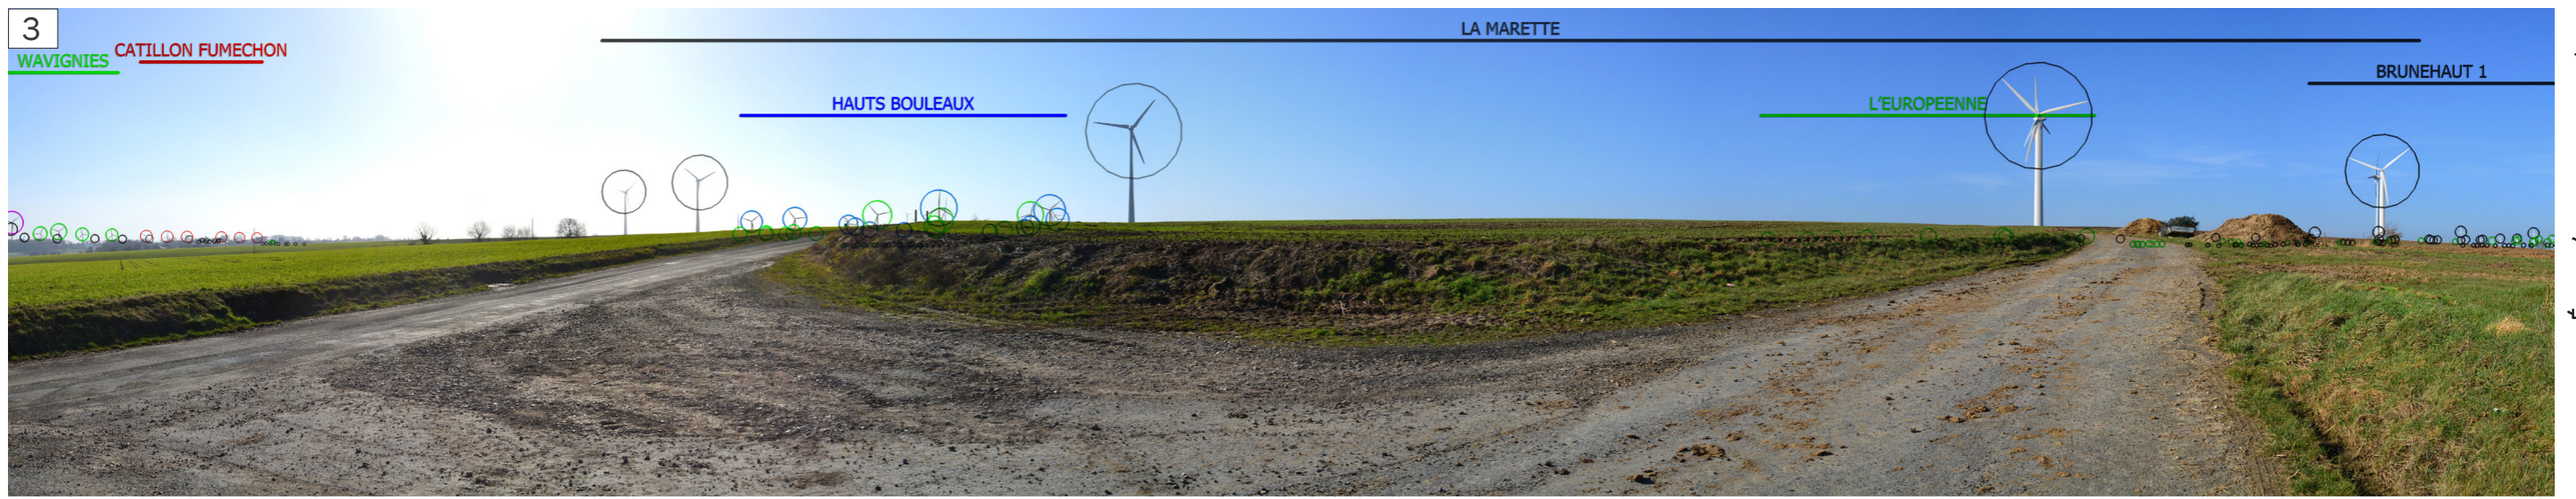 3
WAVIGNIES
CATILLON FUMECHON
LA MARETTE
HAUTS BOULEAUX
L'EUROPEENNE
BRUNEHAUT 1